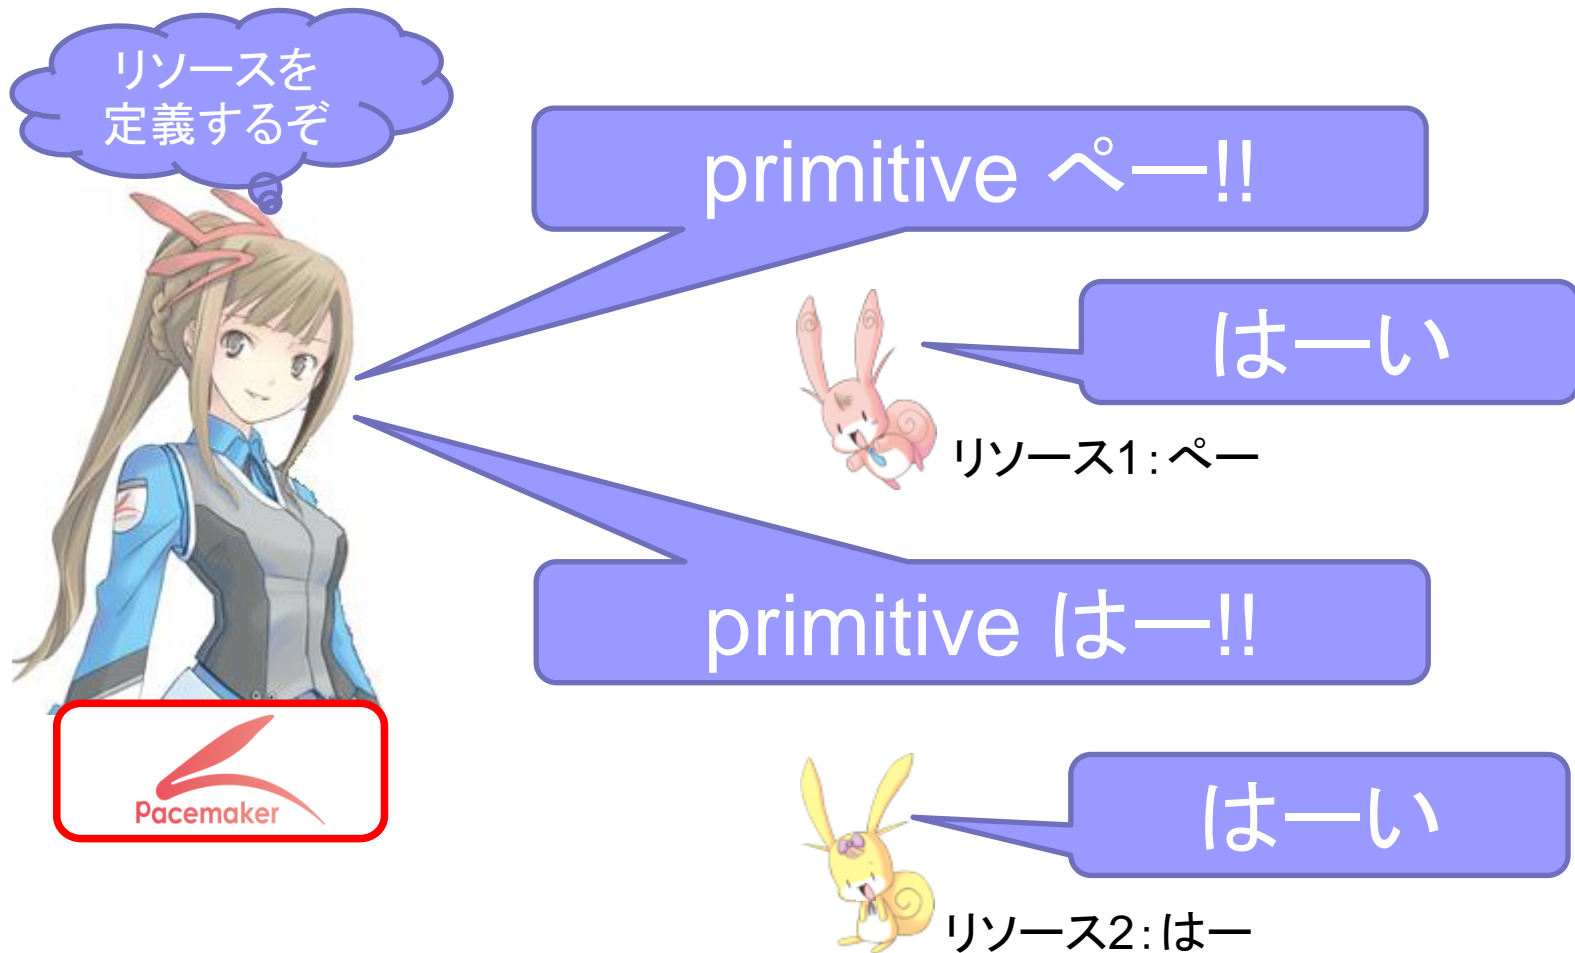 リソースを
定義するぞ
primitive ぺー!!
はーい
リソース1：ぺー
primitive はー!!
Pacemaker
はーい
リソース2：はー